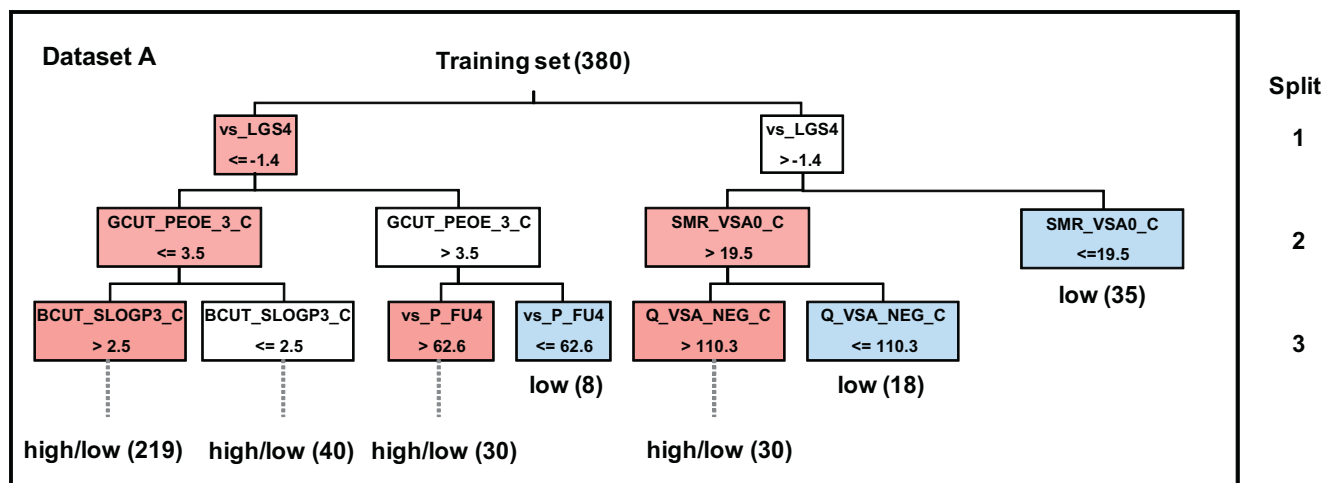 Dataset A
Training set (380)
Split
vs_LGS4
<= -1.4
vs_LGS4
> -1.4
1
GCUT_PEOE_3_C
<= 3.5
GCUT_PEOE_3_C
> 3.5
SMR_VSA0_C
> 19.5
SMR_VSA0_C
<=19.5
2
low (35)
BCUT_SLOGP3_C
> 2.5
BCUT_SLOGP3_C
<= 2.5
vs_P_FU4
> 62.6
vs_P_FU4
<= 62.6
Q_VSA_NEG_C
> 110.3
Q_VSA_NEG_C
<= 110.3
3
low (8)
low (18)
high/low (219)
high/low (40)
high/low (30)
high/low (30)